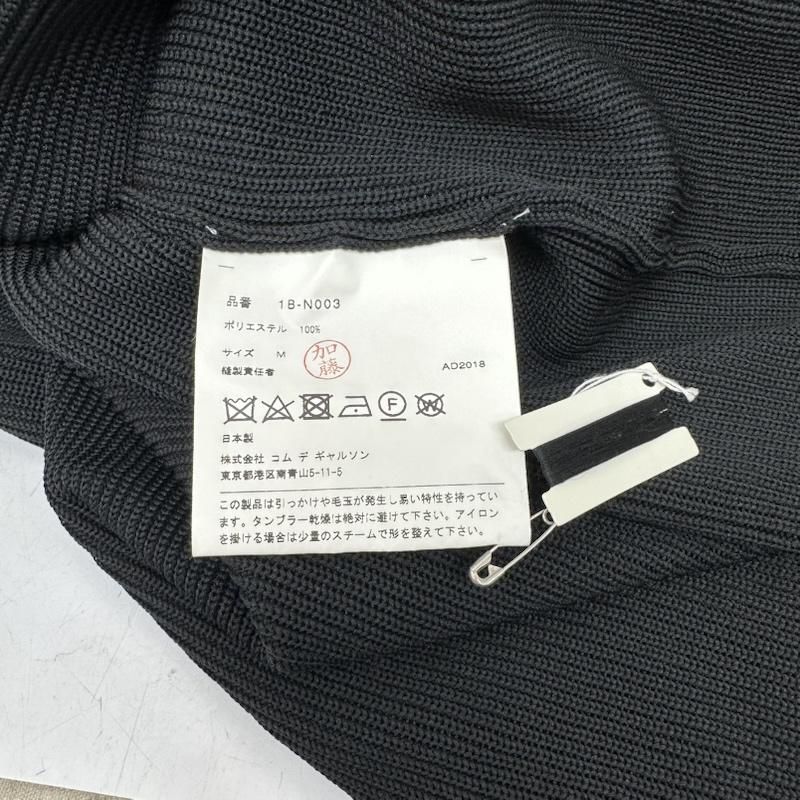 品番 1B-N003
ポリエステル 100%
サイズ M
縫製責任者 加藤
AD2018
F W
日本製
株式会社 コム デ ギャルソン
東京都港区南青山5-11-5
この製品は引っかけや毛玉が発生し易い特性を持ってい
ます。タンブラー乾燥は絶対に避けて下さい。アイロン
を掛ける場合は少量のスチームで形を整えて下さい。